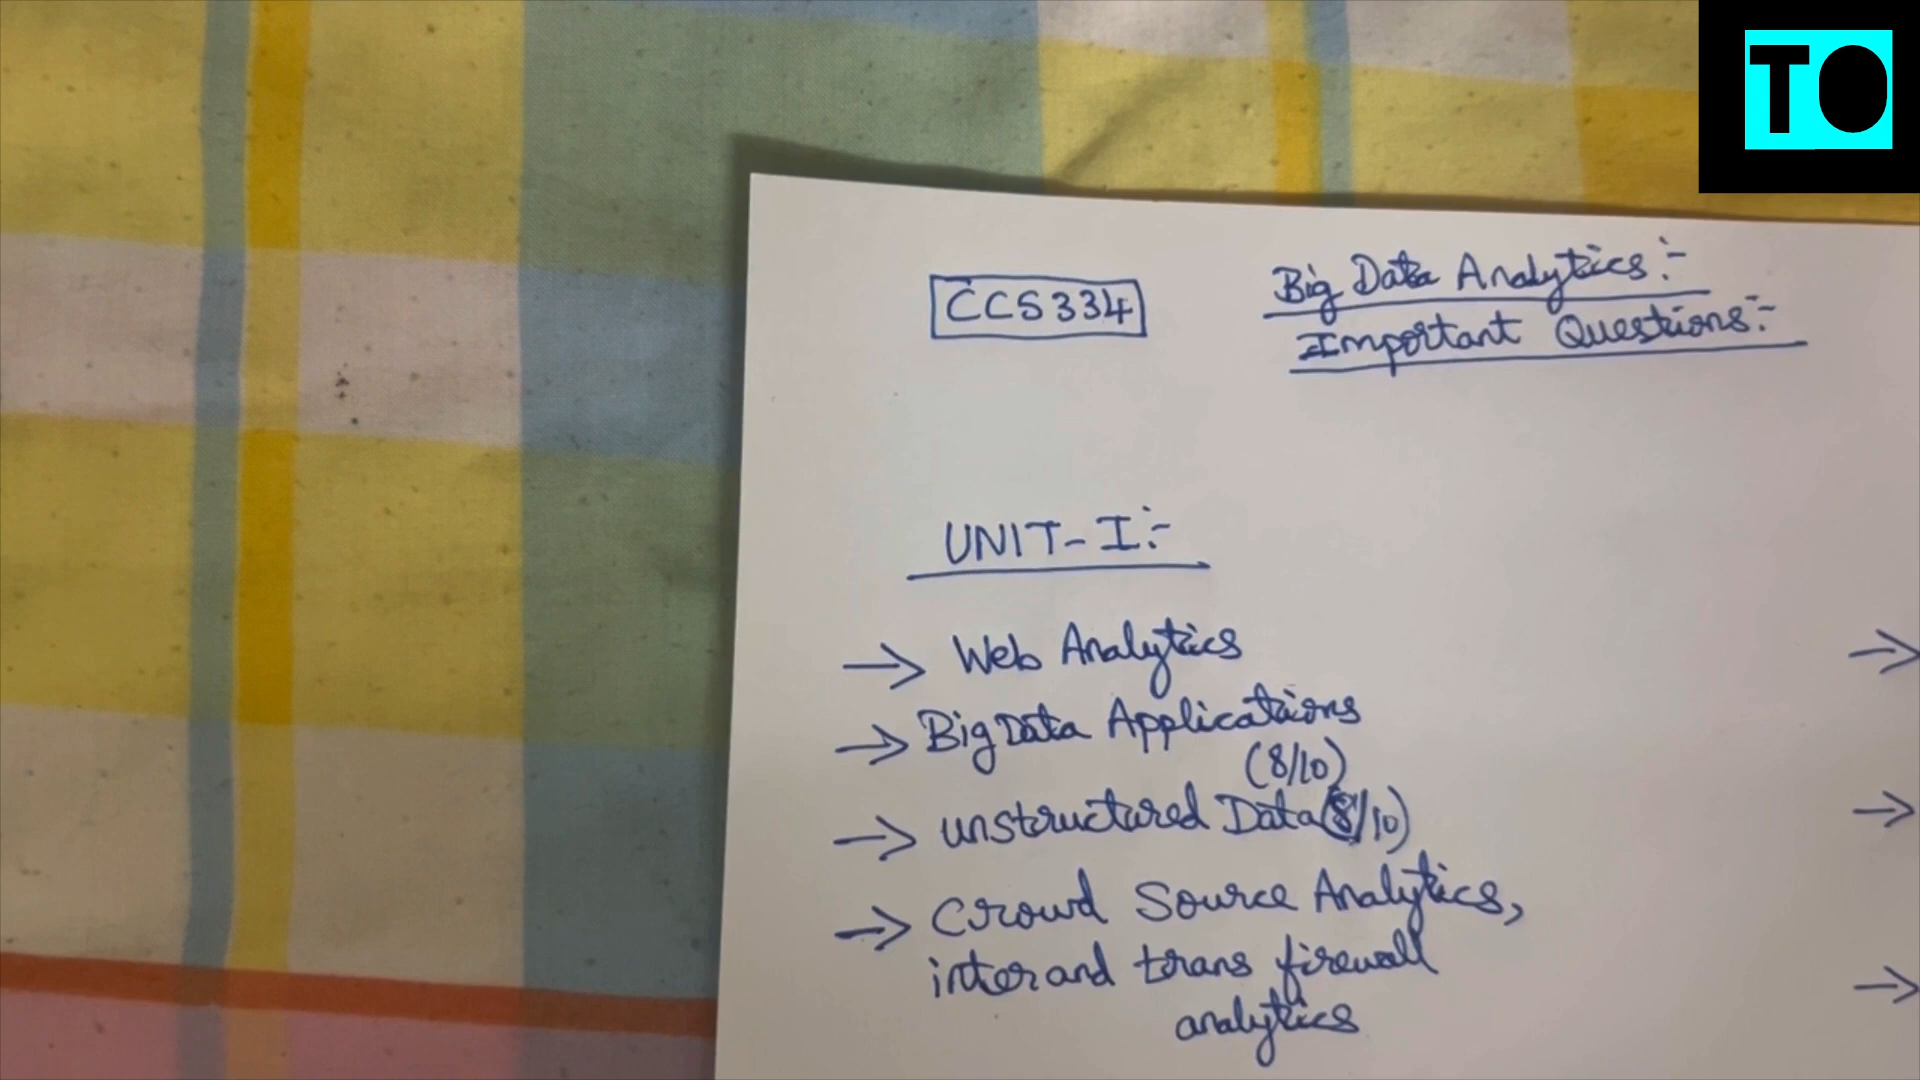 TO
CCS334
Big Data Analytics:-
Important Questions:-
UNIT-I:-
→ Web Analytics
→ Big Data Applications
(8/10)
→ unstructured Data (8/10)
→ Crowd Source Analytics,
inter and trans firewall
analytics
→
→
→